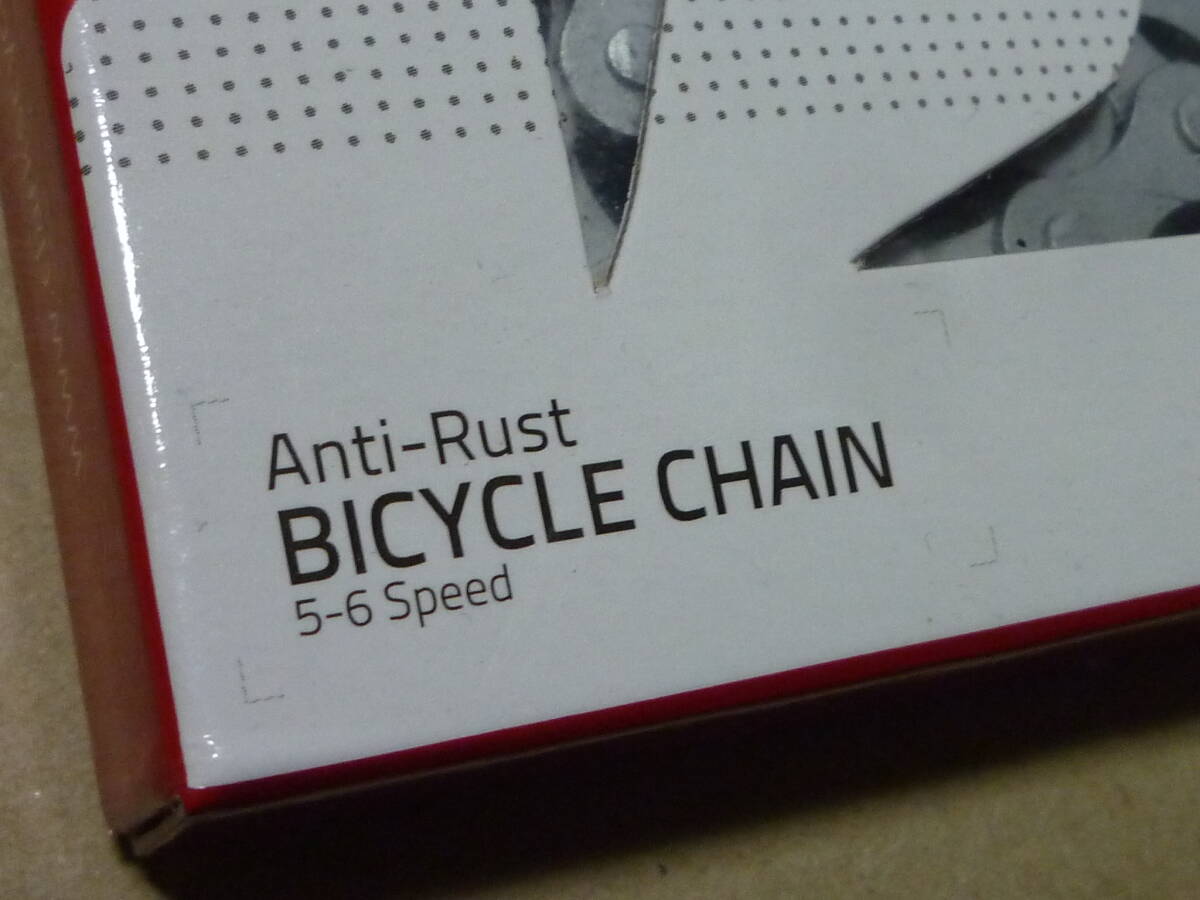 Anti-Rust
BICYCLE CHAIN
5-6 Speed